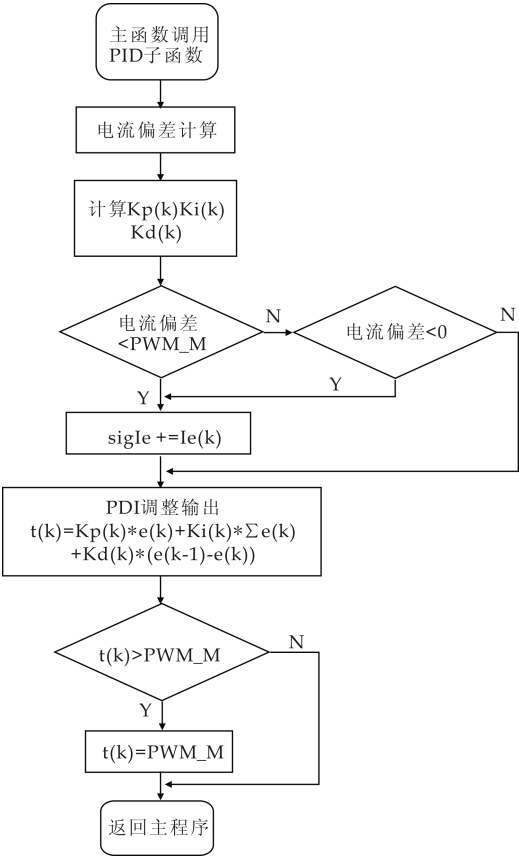 主函数调用
PID子函数
电流偏差计算
计算Kp(k)Ki(k)
Kd(k)
电流偏差
<PWM_M
N
电流偏差<0
N
Y
Y
sigIe +=Ie(k)
PDI调整输出
t(k)=Kp(k)*e(k)+Ki(k)*Σe(k)
+Kd(k)*(e(k-1)-e(k))
t(k)>PWM_M
N
Y
t(k)=PWM_M
返回主程序